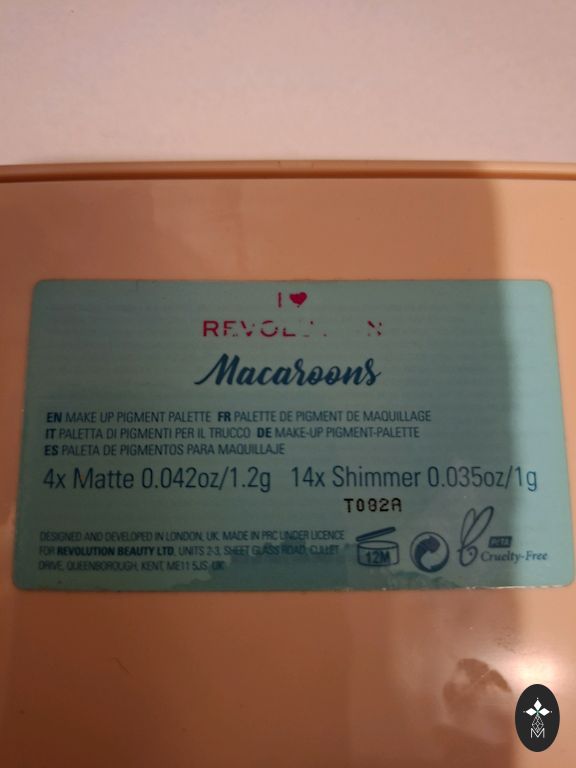 I ♥
REVOLUTION
Macaroons
EN MAKE UP PIGMENT PALETTE FR PALETTE DE PIGMENT DE MAQUILLAGE
IT PALETTA DI PIGMENTI PER IL TRUCCO DE MAKE-UP PIGMENT-PALETTE
ES PALETA DE PIGMENTOS PARA MAQUILLAJE
4x Matte 0.042oz/1.2g 14x Shimmer 0.035oz/1g
T082A
DESIGNED AND DEVELOPED IN LONDON, UK. MADE IN PRC UNDER LICENCE
FOR REVOLUTION BEAUTY LTD, UNITS 2-3, SHEET GLASS ROAD, CULLET
DRIVE, QUEENBOROUGH, KENT, ME11 5JS, UK
12M
PETA
Cruelty-Free
M